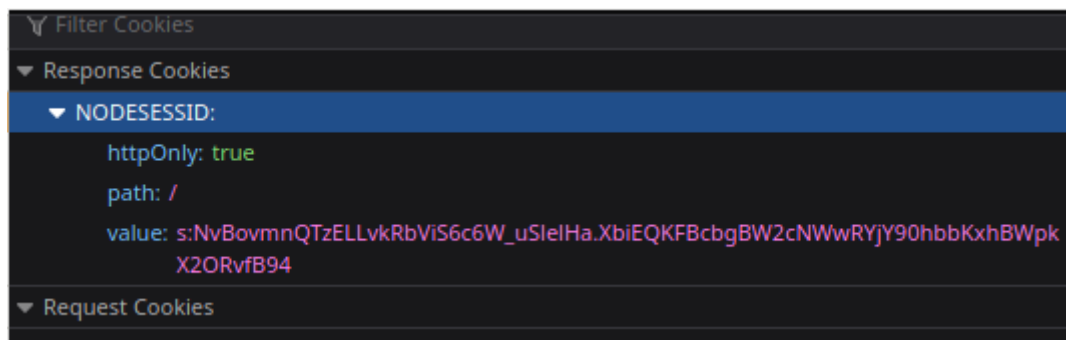 Filter Cookies
Response Cookies
NODESESSID:
httpOnly: true
path: /
value: s:NvBovmnQTzELLvkRbViS6c6W_uSIeIHa.XbiEQKFBcbgBW2cNWwRYjY90hbbKxhBWpk
X2ORvfB94
Request Cookies